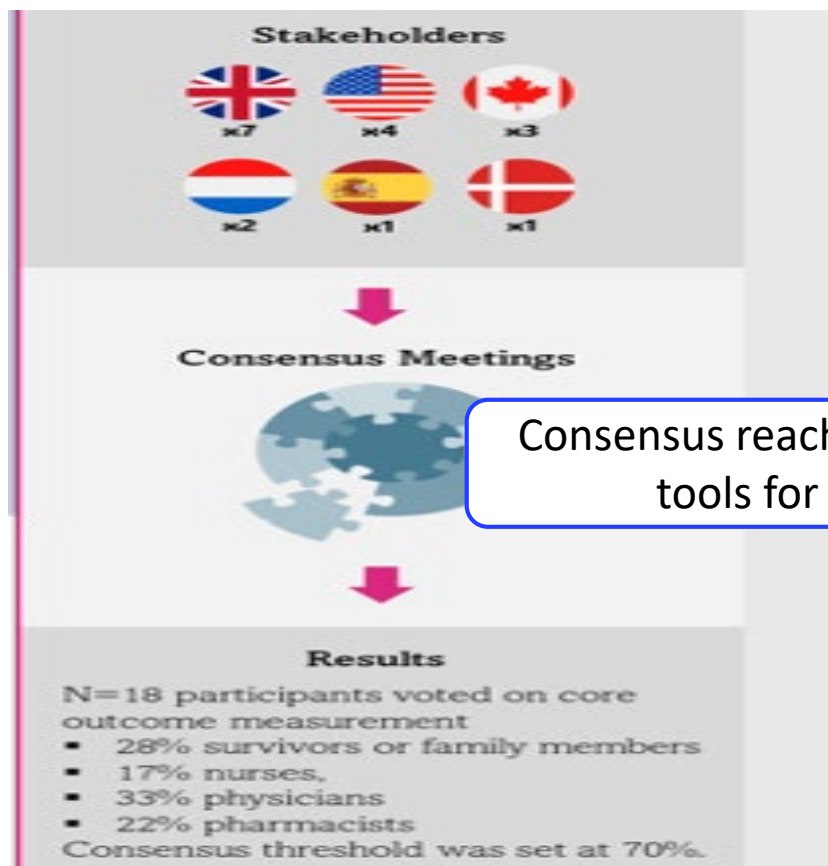 Stakeholders
x7 x4 x3
x2 x1 x1
Consensus Meetings
Consensus reach
tools for
Results
N=18 participants voted on core
outcome measurement
▪ 28% survivors or family members
▪ 17% nurses,
▪ 33% physicians
▪ 22% pharmacists
Consensus threshold was set at 70%.